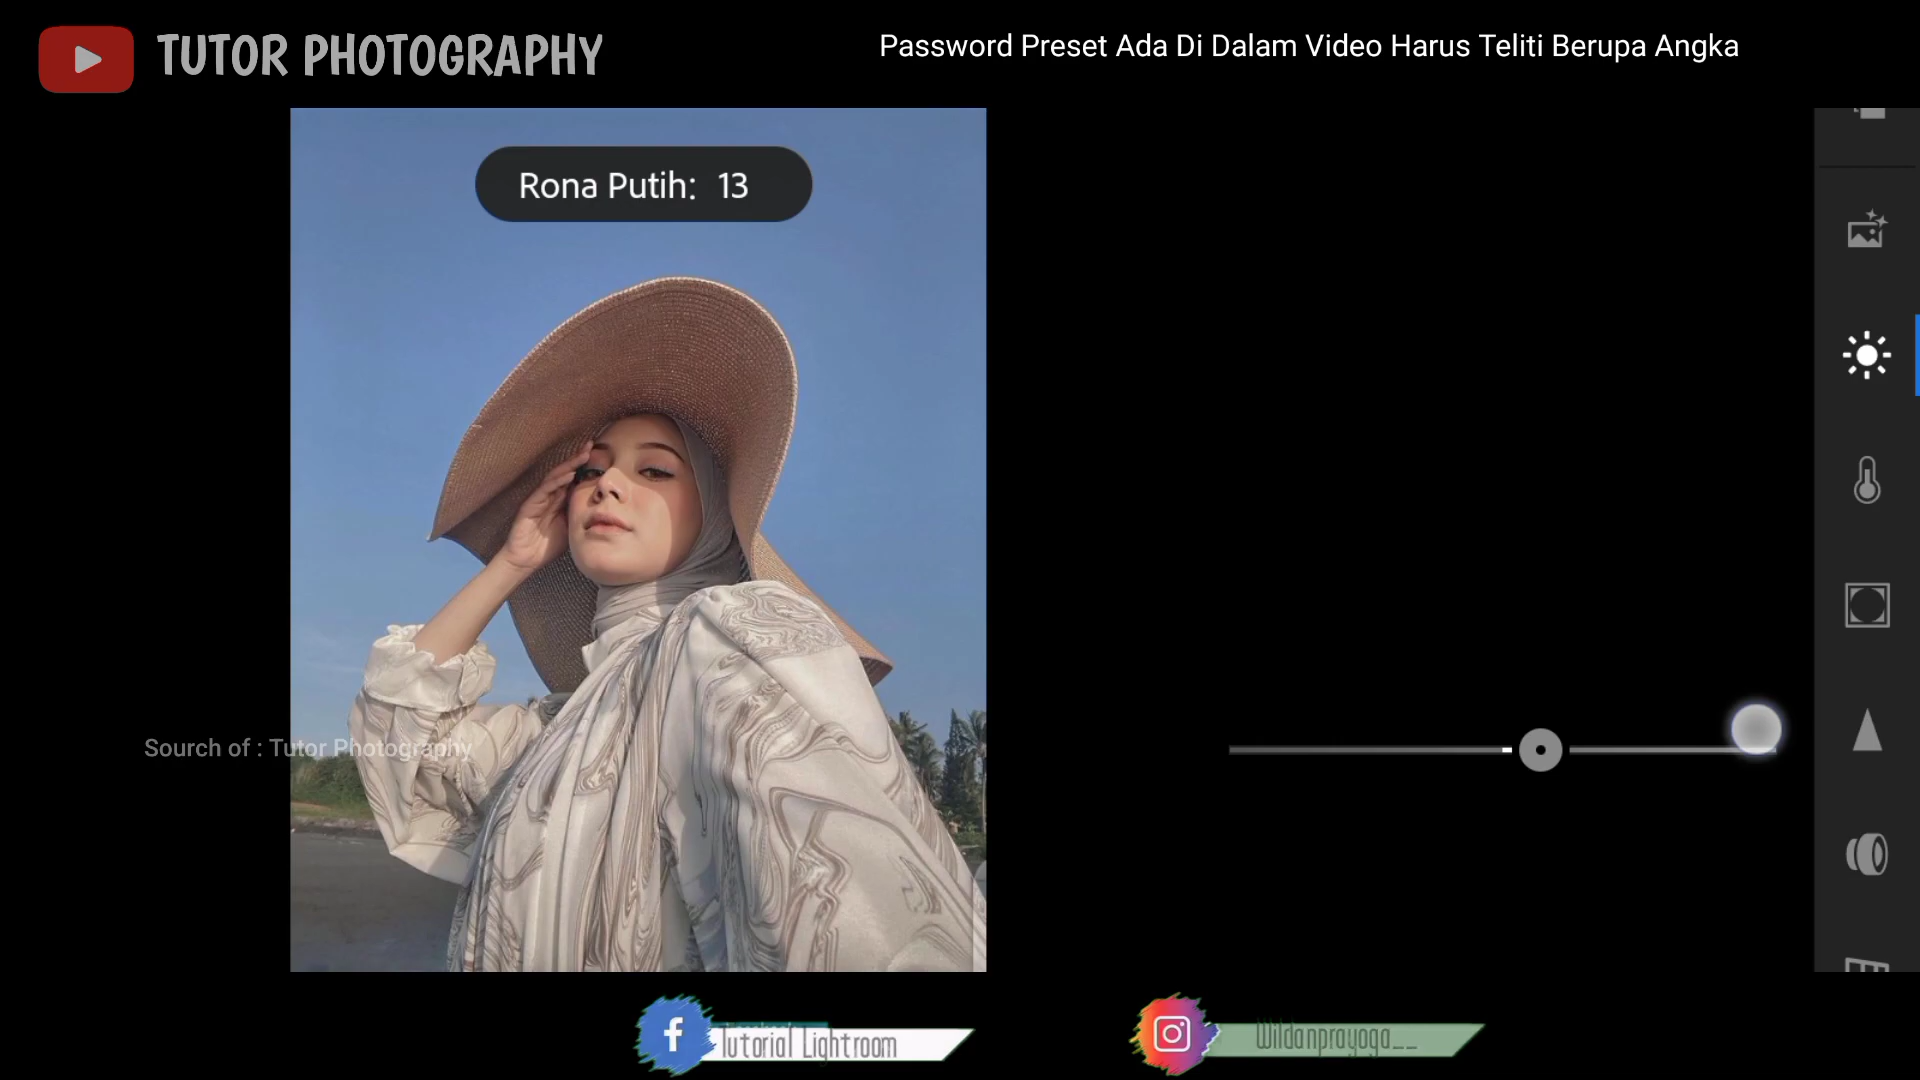 TUTOR PHOTOGRAPHY
Password Preset Ada Di Dalam Video Harus Teliti Berupa Angka
Rona Putih: 13
Sourch of : Tutor Photography
Tutorial Lightroom
Wildanprayoga__